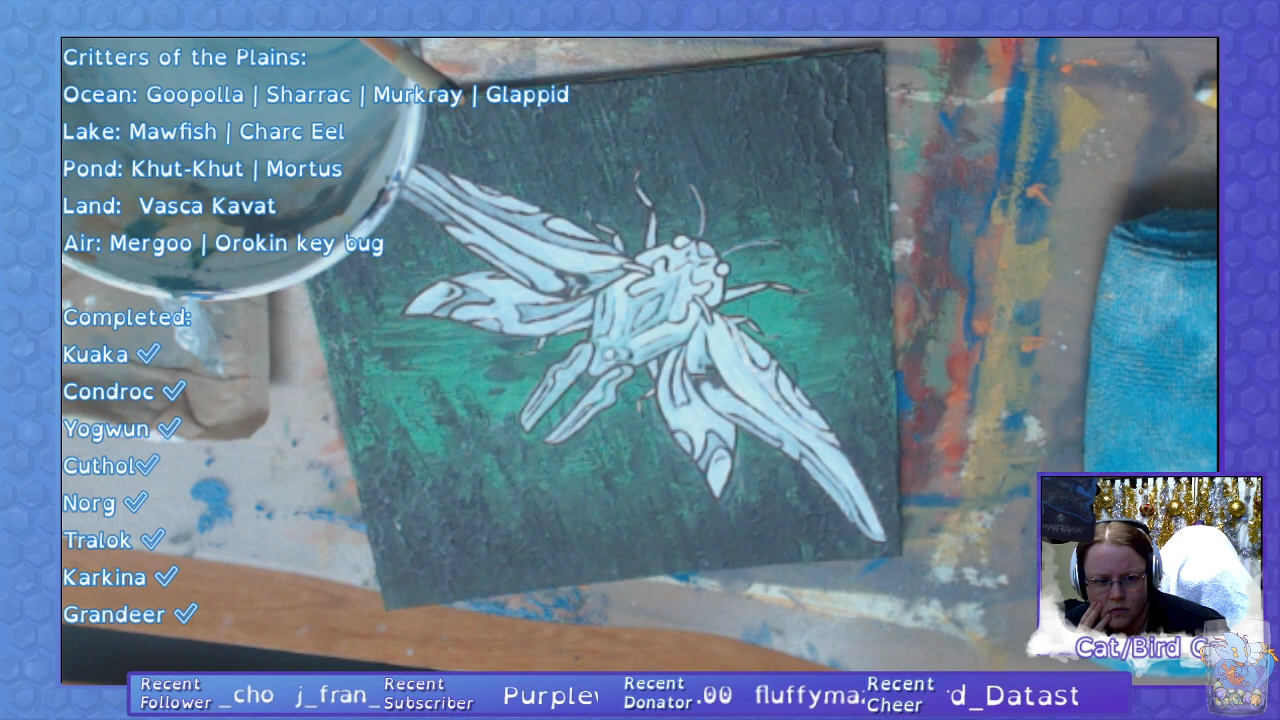 Critters of the Plains:
Ocean: Goopolla | Sharrac | Murkray | Glappid
Lake: Mawfish | Charc Eel
Pond: Khut-Khut | Mortus
Land: Vasca Kavat
Air: Mergoo | Orokin key bug
Completed:
Kuaka ✓
Condroc ✓
Yogwun ✓
Cuthol✓
Norg ✓
Tralok ✓
Karkina ✓
Grandeer ✓
Cat/Bird
Recent Follower _cho j_fran_ Recent Subscriber Purple Recent Donator .00 fluffyma Recent Cheer d_Datast